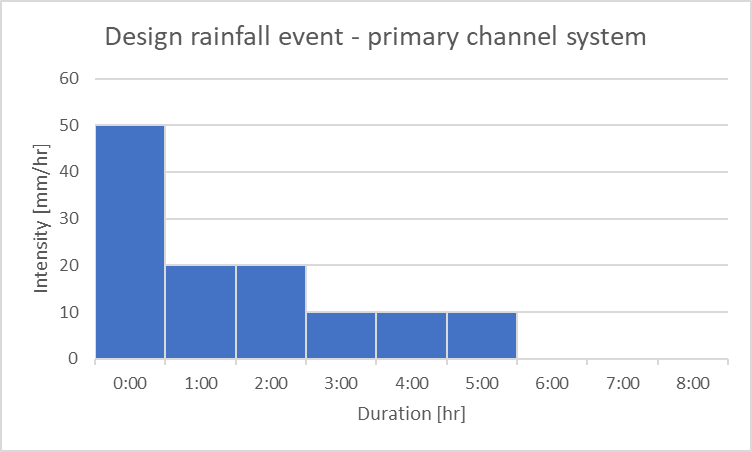 Design rainfall event - primary channel system
Intensity [mm/hr]
60
50
40
30
20
10
0
0:00 1:00 2:00 3:00 4:00 5:00 6:00 7:00 8:00
Duration [hr]